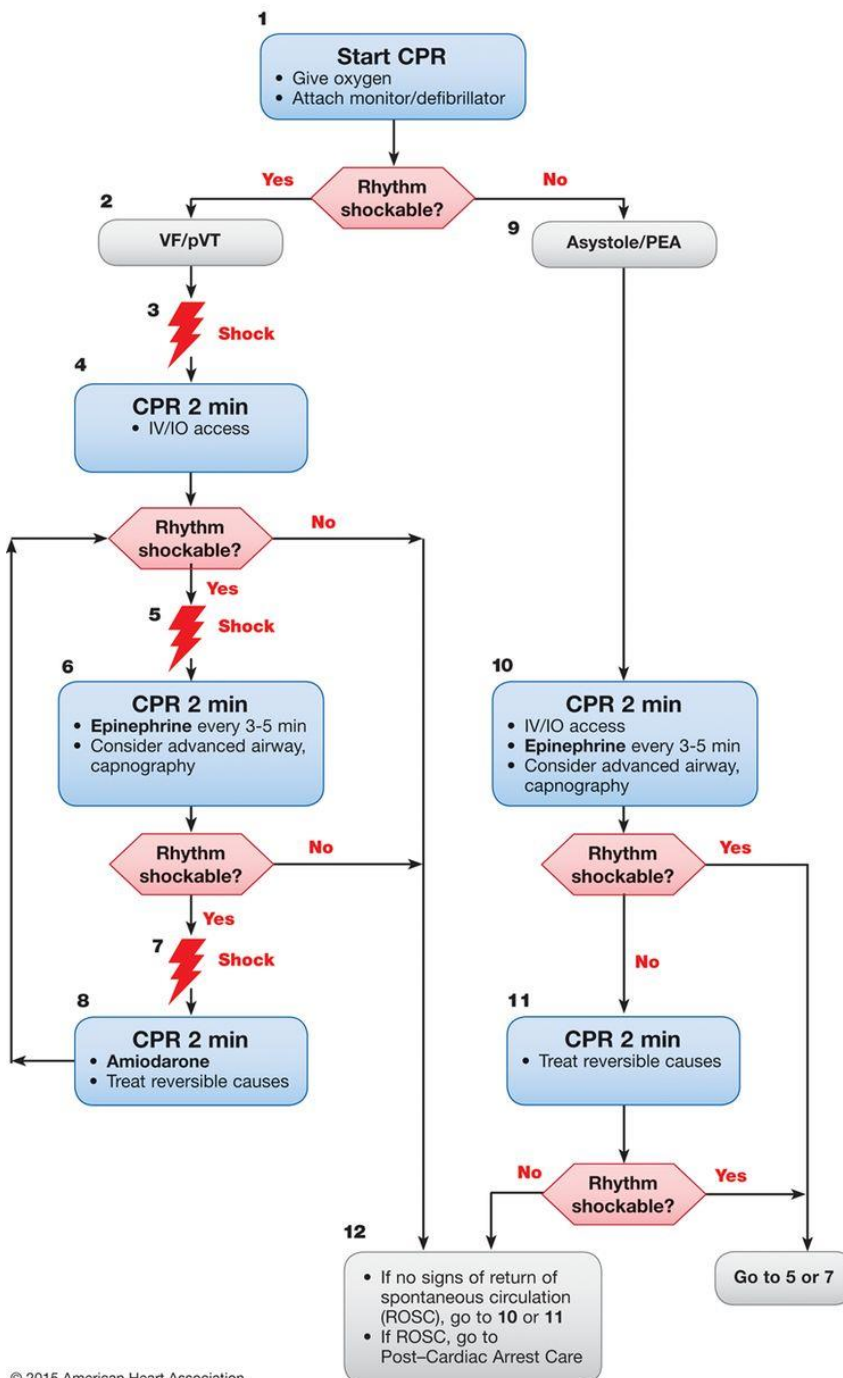 1
Start CPR
• Give oxygen
• Attach monitor/defibrillator
Rhythm
shockable?
Yes
No
2
VF/pVT
9
Asystole/PEA
3
Shock
4
CPR 2 min
• IV/IO access
Rhythm
shockable?
No
Yes
5
Shock
6
CPR 2 min
• Epinephrine every 3-5 min
• Consider advanced airway,
capnography
10
CPR 2 min
• IV/IO access
• Epinephrine every 3-5 min
• Consider advanced airway,
capnography
Rhythm
shockable?
No
Yes
Rhythm
shockable?
Yes
No
7
Shock
8
CPR 2 min
• Amiodarone
• Treat reversible causes
11
CPR 2 min
• Treat reversible causes
Rhythm
shockable?
No
Yes
12
• If no signs of return of
spontaneous circulation
(ROSC), go to 10 or 11
• If ROSC, go to
Post–Cardiac Arrest Care
Go to 5 or 7
© 2015 American Heart Association